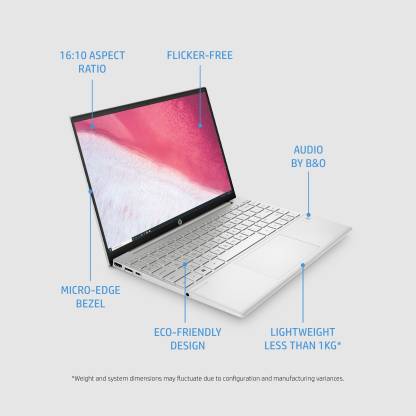 16:10 ASPECT
RATIO
FLICKER-FREE
AUDIO
BY B&O
MICRO-EDGE
BEZEL
ECO-FRIENDLY
DESIGN
LIGHTWEIGHT
LESS THAN 1KG*
*Weight and system dimensions may fluctuate due to configuration and manufacturing variances.